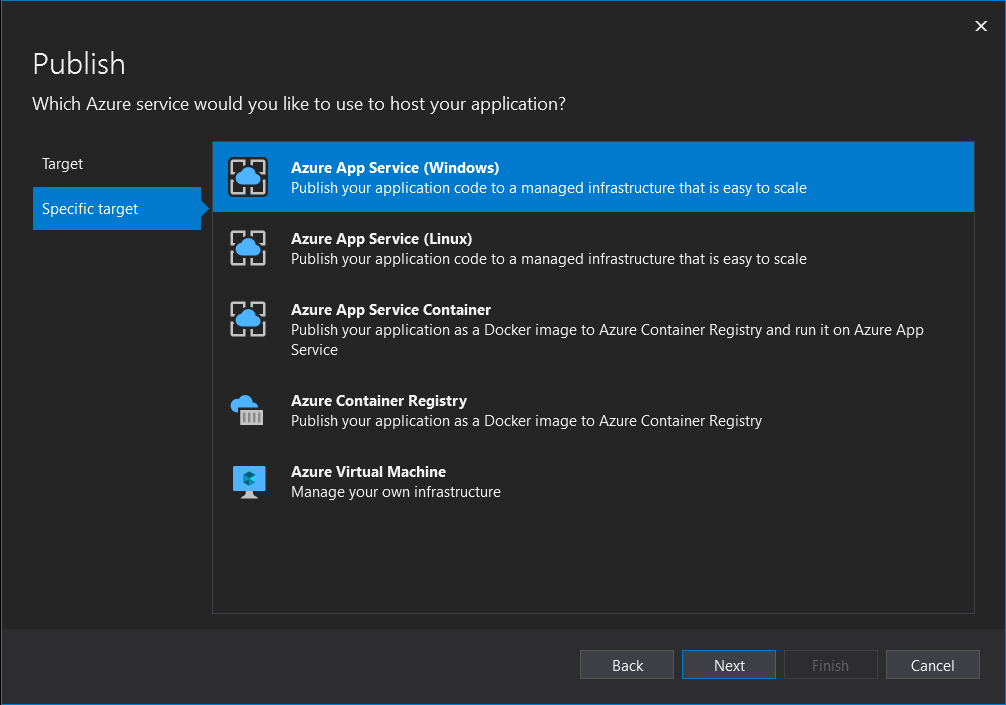 Publish
Which Azure service would you like to use to host your application?
Target
Specific target
Azure App Service (Windows)
Publish your application code to a managed infrastructure that is easy to scale
Azure App Service (Linux)
Publish your application code to a managed infrastructure that is easy to scale
Azure App Service Container
Publish your application as a Docker image to Azure Container Registry and run it on Azure App
Service
Azure Container Registry
Publish your application as a Docker image to Azure Container Registry
Azure Virtual Machine
Manage your own infrastructure
Back
Next
Finish
Cancel